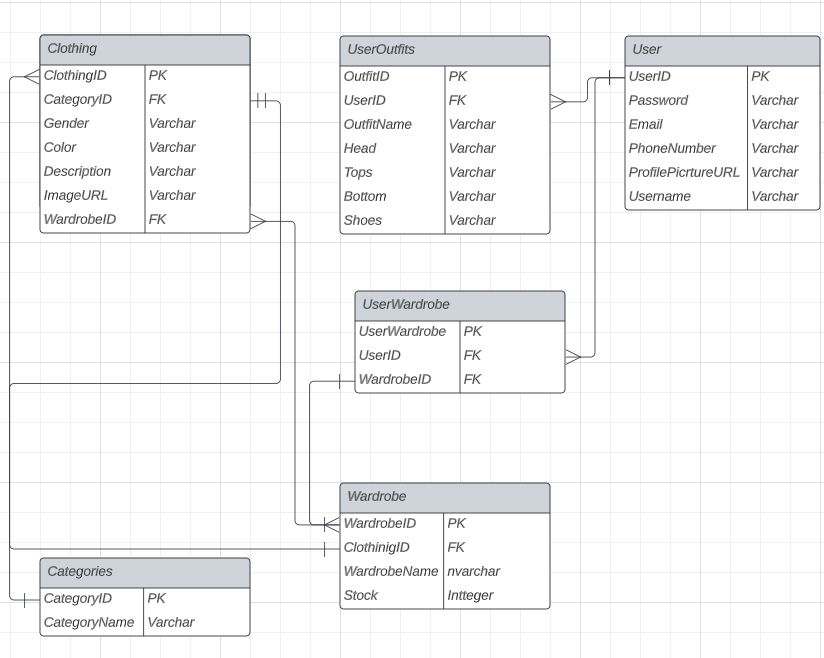 Clothing
ClothingID PK
CategoryID FK
Gender Varchar
Color Varchar
Description Varchar
ImageURL Varchar
WardrobeID FK
UserOutfits
OutfitID PK
UserID FK
OutfitName Varchar
Head Varchar
Tops Varchar
Bottom Varchar
Shoes Varchar
User
UserID PK
Password Varchar
Email Varchar
PhoneNumber Varchar
ProfilePicrtureURL Varchar
Username Varchar
UserWardrobe
UserWardrobe PK
UserID FK
WardrobeID FK
Wardrobe
WardrobeID PK
ClothinigID FK
WardrobeName nvarchar
Stock Intteger
Categories
CategoryID PK
CategoryName Varchar